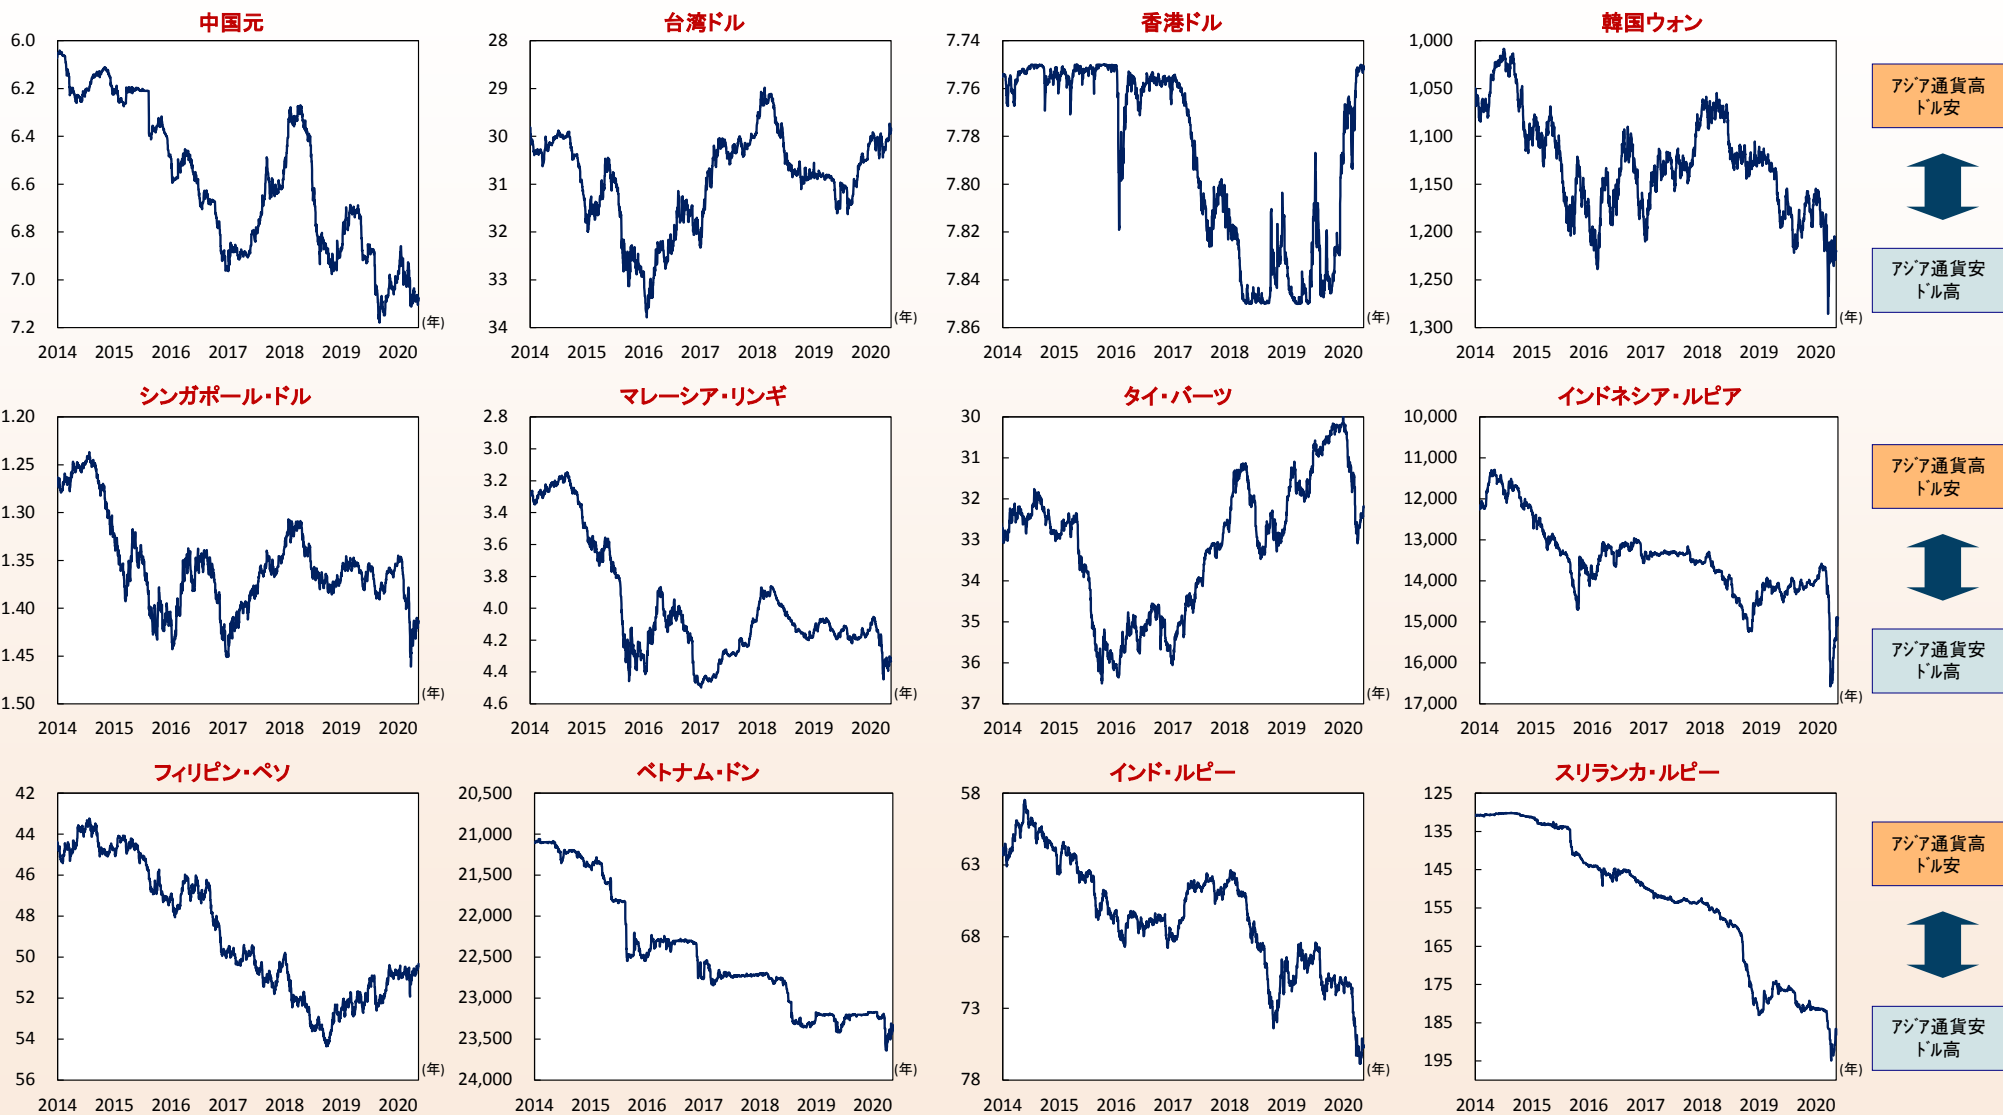 中国元
台湾ドル
香港ドル
韓国ウォン
6.0
6.2
6.4
6.6
6.8
7.0
7.2
(年)
2014 2015 2016 2017 2018 2019 2020
28
29
30
31
32
33
34
(年)
2014 2015 2016 2017 2018 2019 2020
7.74
7.76
7.78
7.80
7.82
7.84
7.86
(年)
2014 2015 2016 2017 2018 2019 2020
1,000
1,050
1,100
1,150
1,200
1,250
1,300
(年)
2014 2015 2016 2017 2018 2019 2020
アジア通貨高
ドル安
アジア通貨安
ドル高
シンガポール・ドル
マレーシア・リンギ
タイ・バーツ
インドネシア・ルピア
1.20
1.25
1.30
1.35
1.40
1.45
1.50
(年)
2014 2015 2016 2017 2018 2019 2020
2.8
3.0
3.2
3.4
3.6
3.8
4.0
4.2
4.4
4.6
(年)
2014 2015 2016 2017 2018 2019 2020
30
31
32
33
34
35
36
37
(年)
2014 2015 2016 2017 2018 2019 2020
10,000
11,000
12,000
13,000
14,000
15,000
16,000
17,000
(年)
2014 2015 2016 2017 2018 2019 2020
アジア通貨高
ドル安
アジア通貨安
ドル高
フィリピン・ペソ
ベトナム・ドン
インド・ルピー
スリランカ・ルピー
42
44
46
48
50
52
54
56
(年)
2014 2015 2016 2017 2018 2019 2020
20,500
21,000
21,500
22,000
22,500
23,000
23,500
24,000
(年)
2014 2015 2016 2017 2018 2019 2020
58
63
68
73
78
(年)
2014 2015 2016 2017 2018 2019 2020
125
135
145
155
165
175
185
195
(年)
2014 2015 2016 2017 2018 2019 2020
アジア通貨高
ドル安
アジア通貨安
ドル高